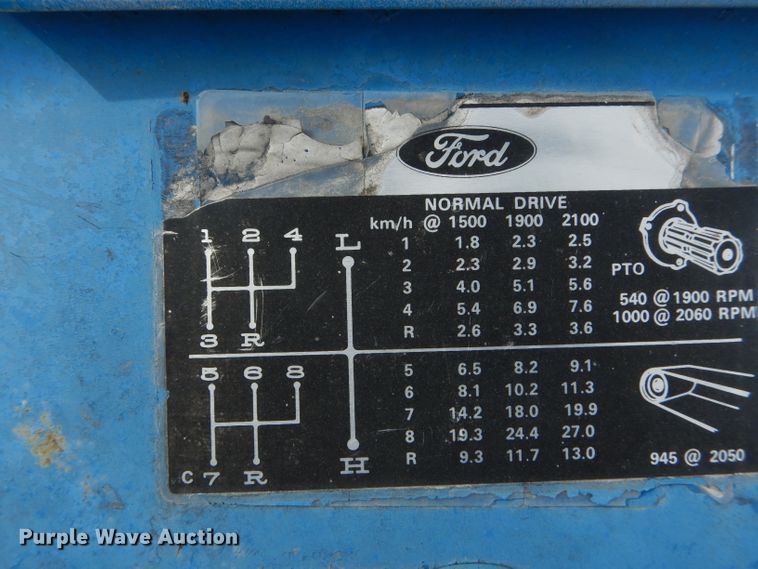 Ford
NORMAL DRIVE
km/h @ 1500 1900 2100
1 1.8 2.3 2.5
2 2.3 2.9 3.2
3 4.0 5.1 5.6
4 5.4 6.9 7.6
R 2.6 3.3 3.6
5 6.5 8.2 9.1
6 8.1 10.2 11.3
7 14.2 18.0 19.9
8 19.3 24.4 27.0
R 9.3 11.7 13.0
1 2 4 L
3 R
5 6 8
C 7 R H
PTO
540 @ 1900 RPM
1000 @ 2060 RPM
945 @ 2050
Purple Wave Auction